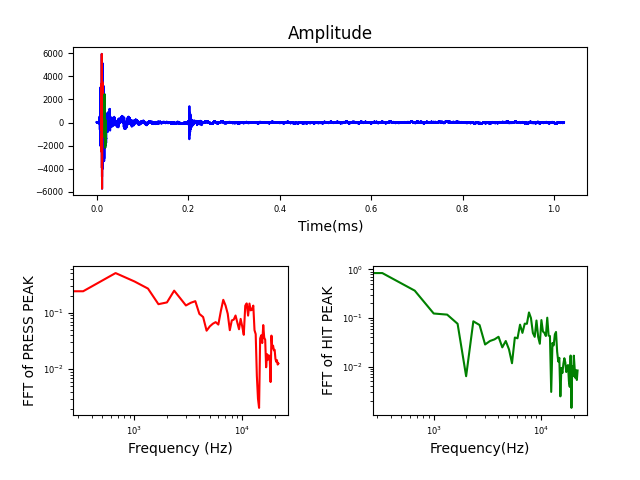 Amplitude
6000
4000
2000
0
−2000
−4000
−6000
0.0 0.2 0.4 0.6 0.8 1.0
Time(ms)
FFT of PRESS PEAK
10⁻¹
10⁻²
10³ 10⁴
Frequency (Hz)
FFT of HIT PEAK
10⁰
10⁻¹
10⁻²
10³ 10⁴
Frequency(Hz)